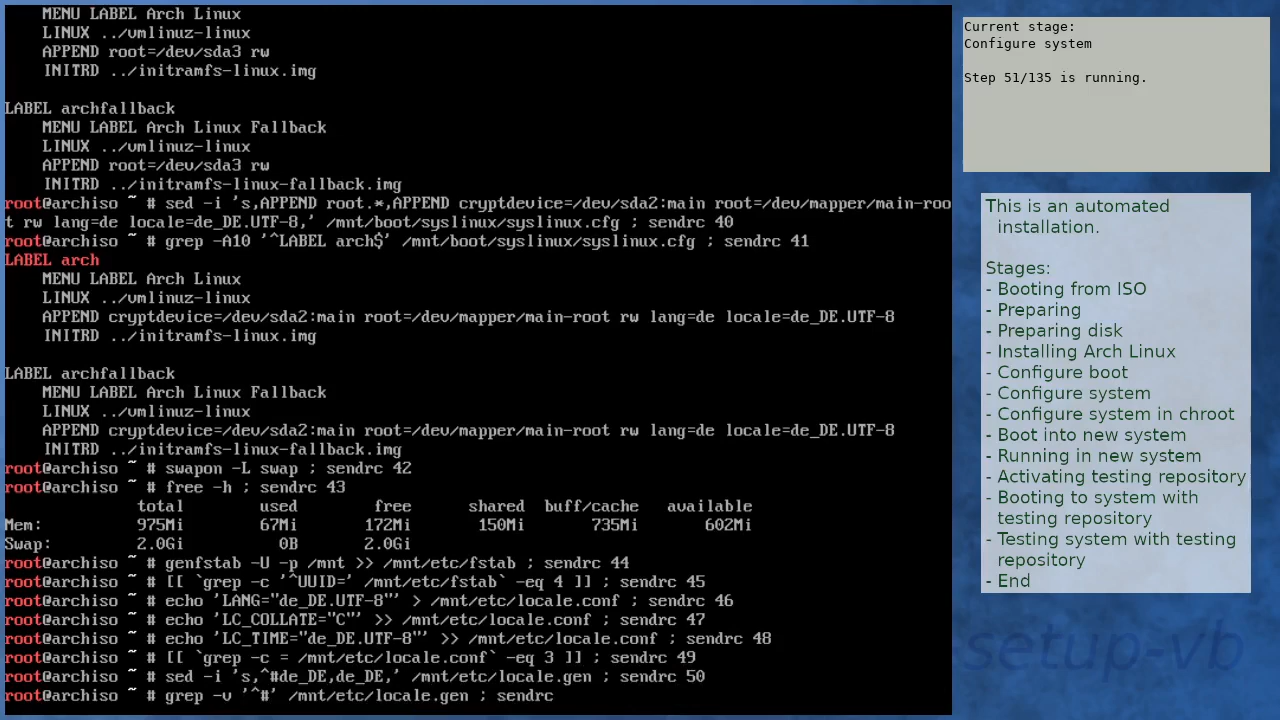 MENU LABEL Arch Linux
    LINUX ../vmlinuz-linux
    APPEND root=/dev/sda3 rw
    INITRD ../initramfs-linux.img

LABEL archfallback
    MENU LABEL Arch Linux Fallback
    LINUX ../vmlinuz-linux
    APPEND root=/dev/sda3 rw
    INITRD ../initramfs-linux-fallback.img
root@archiso ~ # sed -i 's,APPEND root.*,APPEND cryptdevice=/dev/sda2:main root=/dev/mapper/main-roo
t rw lang=de locale=de_DE.UTF-8,' /mnt/boot/syslinux/syslinux.cfg ; sendrc 40
root@archiso ~ # grep -A10 '^LABEL arch$' /mnt/boot/syslinux/syslinux.cfg ; sendrc 41
LABEL arch
    MENU LABEL Arch Linux
    LINUX ../vmlinuz-linux
    APPEND cryptdevice=/dev/sda2:main root=/dev/mapper/main-root rw lang=de locale=de_DE.UTF-8
    INITRD ../initramfs-linux.img

LABEL archfallback
    MENU LABEL Arch Linux Fallback
    LINUX ../vmlinuz-linux
    APPEND cryptdevice=/dev/sda2:main root=/dev/mapper/main-root rw lang=de locale=de_DE.UTF-8
    INITRD ../initramfs-linux-fallback.img
root@archiso ~ # swapon -L swap ; sendrc 42
root@archiso ~ # free -h ; sendrc 43
              total        used        free      shared  buff/cache   available
Mem:          975Mi        67Mi       172Mi       150Mi       735Mi       602Mi
Swap:         2.0Gi          0B       2.0Gi
root@archiso ~ # genfstab -U -p /mnt >> /mnt/etc/fstab ; sendrc 44
root@archiso ~ # [[ `grep -c '^UUID=' /mnt/etc/fstab` -eq 4 ]] ; sendrc 45
root@archiso ~ # echo 'LANG="de_DE.UTF-8"' > /mnt/etc/locale.conf ; sendrc 46
root@archiso ~ # echo 'LC_COLLATE="C"' >> /mnt/etc/locale.conf ; sendrc 47
root@archiso ~ # echo 'LC_TIME="de_DE.UTF-8"' >> /mnt/etc/locale.conf ; sendrc 48
root@archiso ~ # [[ `grep -c = /mnt/etc/locale.conf` -eq 3 ]] ; sendrc 49
root@archiso ~ # sed -i 's,^#de_DE,de_DE,' /mnt/etc/locale.gen ; sendrc 50
root@archiso ~ # grep -v '^#' /mnt/etc/locale.gen ; sendrc
Current stage:
Configure system

Step 51/135 is running.
This is an automated
installation.

Stages:
- Booting from ISO
- Preparing
- Preparing disk
- Installing Arch Linux
- Configure boot
- Configure system
- Configure system in chroot
- Boot into new system
- Running in new system
- Activating testing repository
- Booting to system with
testing repository
- Testing system with testing
repository
- End
setup-vb